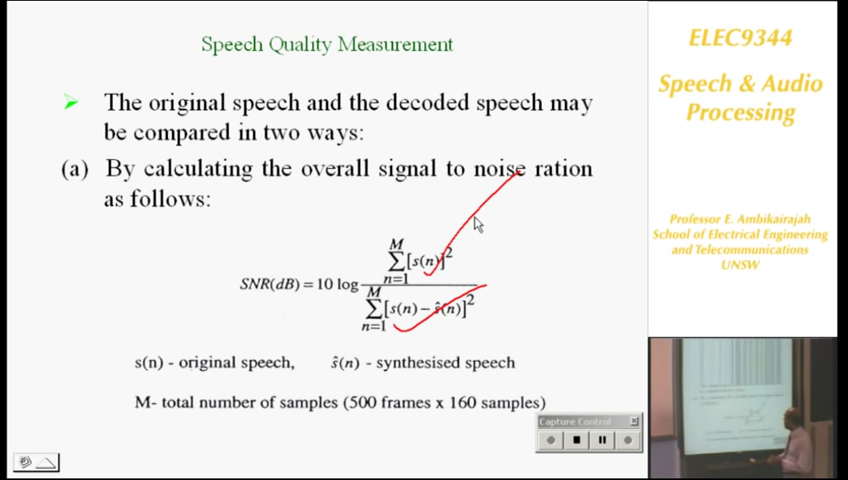 Speech Quality Measurement
The original speech and the decoded speech may
be compared in two ways:
(a) By calculating the overall signal to noise ration
as follows:
SNR(dB) = 10 log \frac{\sum_{n=1}^{M}[s(n)]^2}{\sum_{n=1}^{M}[s(n) - ŝ(n)]^2}
s(n) - original speech, ŝ(n) - synthesised speech
M- total number of samples (500 frames x 160 samples)
Capture Control
ELEC9344
Speech & Audio
Processing
Professor E. Ambikairajah
School of Electrical Engineering
and Telecommunications
UNSW